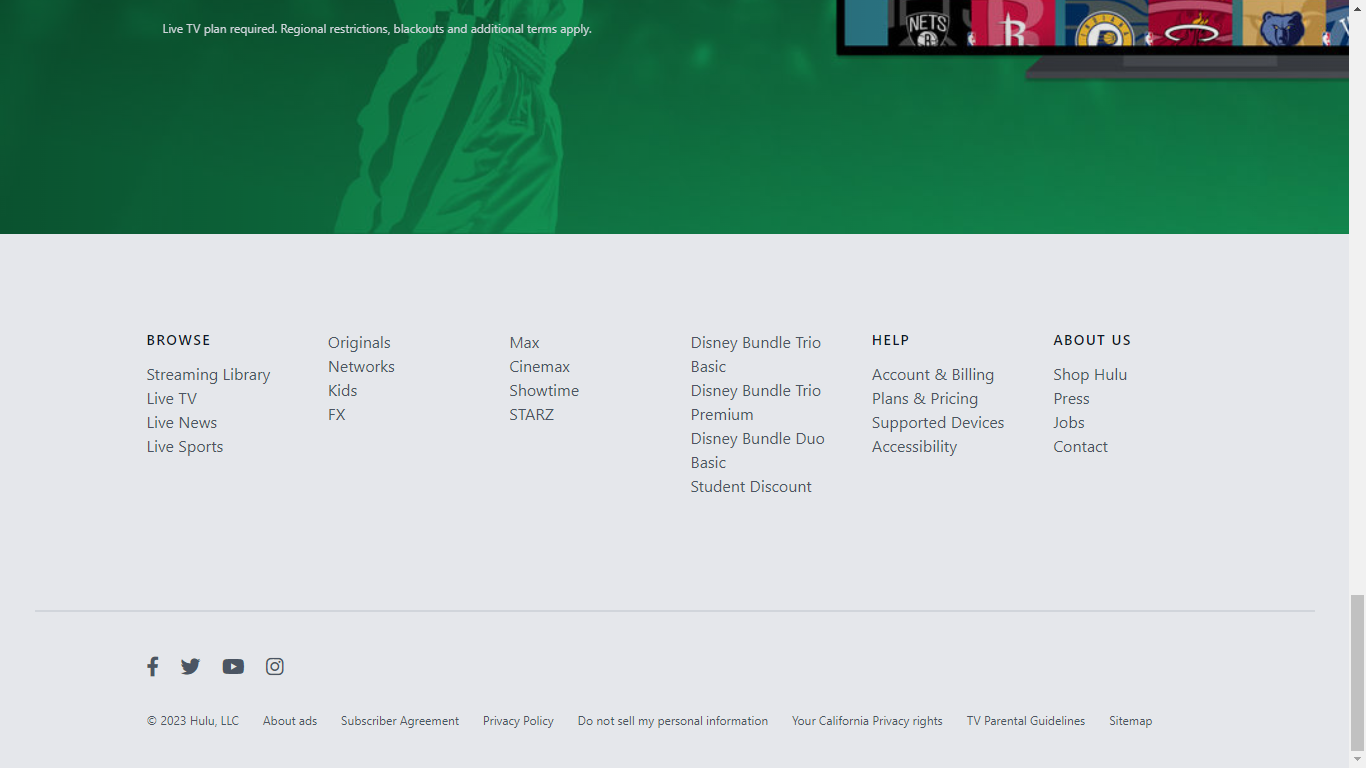 Live TV plan required. Regional restrictions, blackouts and additional terms apply.
NETS
B
R
BROWSE
Streaming Library
Live TV
Live News
Live Sports
Originals
Networks
Kids
FX
Max
Cinemax
Showtime
STARZ
Disney Bundle Trio
Basic
Disney Bundle Trio
Premium
Disney Bundle Duo
Basic
Student Discount
HELP
Account & Billing
Plans & Pricing
Supported Devices
Accessibility
ABOUT US
Shop Hulu
Press
Jobs
Contact
© 2023 Hulu, LLC About ads Subscriber Agreement Privacy Policy Do not sell my personal information Your California Privacy rights TV Parental Guidelines Sitemap